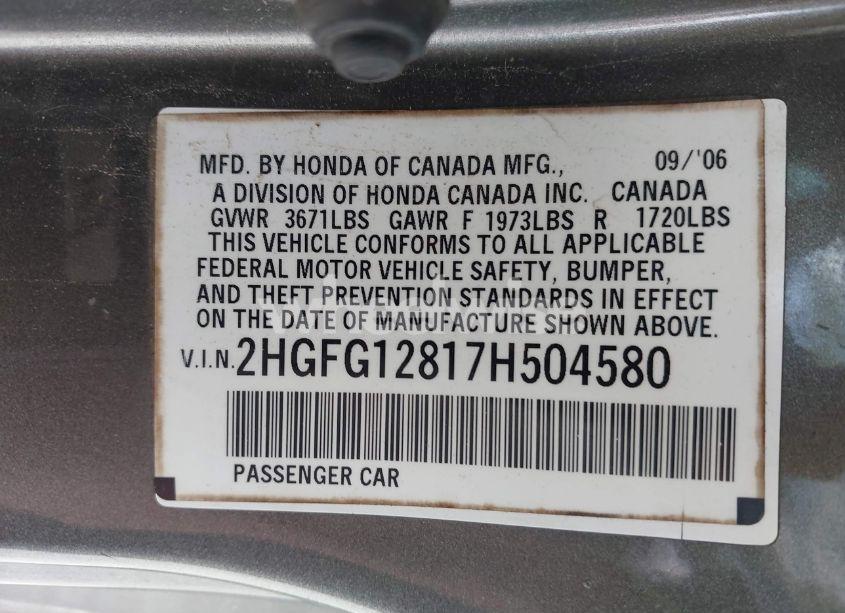 MFD. BY HONDA OF CANADA MFG., 09/'06
A DIVISION OF HONDA CANADA INC. CANADA
GVWR 3671LBS GAWR F 1973LBS R 1720LBS
THIS VEHICLE CONFORMS TO ALL APPLICABLE
FEDERAL MOTOR VEHICLE SAFETY, BUMPER,
AND THEFT PREVENTION STANDARDS IN EFFECT
ON THE DATE OF MANUFACTURE SHOWN ABOVE.
V.I.N. 2HGFG12817H504580
PASSENGER CAR